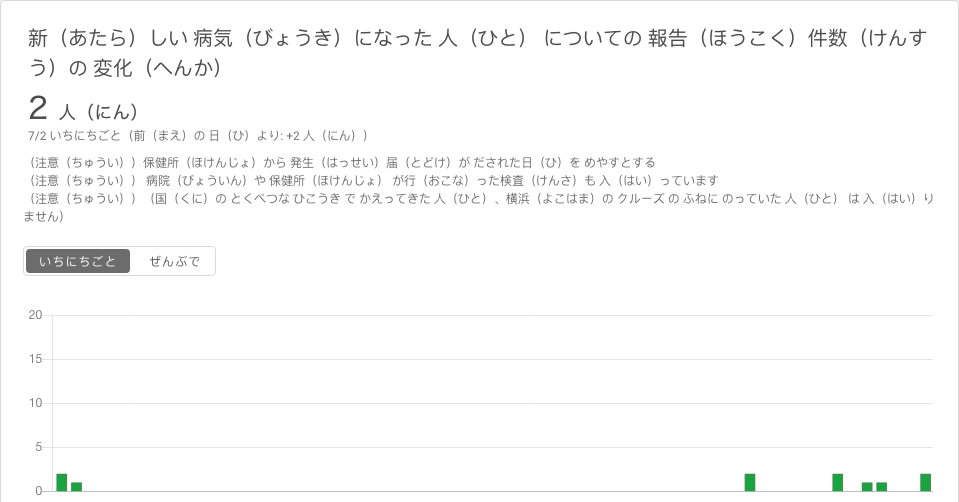 新（あたら）しい 病気（びょうき）になった 人（ひと） についての 報告（ほうこく）件数（けんす
う）の 変化（へんか）
2 人（にん）
7/2 いちにちごと（前（まえ）の 日（ひ）より: +2 人（にん））
（注意（ちゅうい））保健所（ほけんじょ）から 発生（はっせい）届（とどけ）が だされた日（ひ）を めやすとする
（注意（ちゅうい）） 病院（びょういん）や 保健所（ほけんじょ） が行（おこな）った検査（けんさ）も 入（はい）っています
（注意（ちゅうい））（国（くに）の とくべつな ひこうき で かえってきた 人（ひと）、横浜（よこはま）の クルーズ の ふねに のっていた 人（ひと） は 入（はい）り
ません）
いちにちごと ぜんぶで
20
15
10
5
0